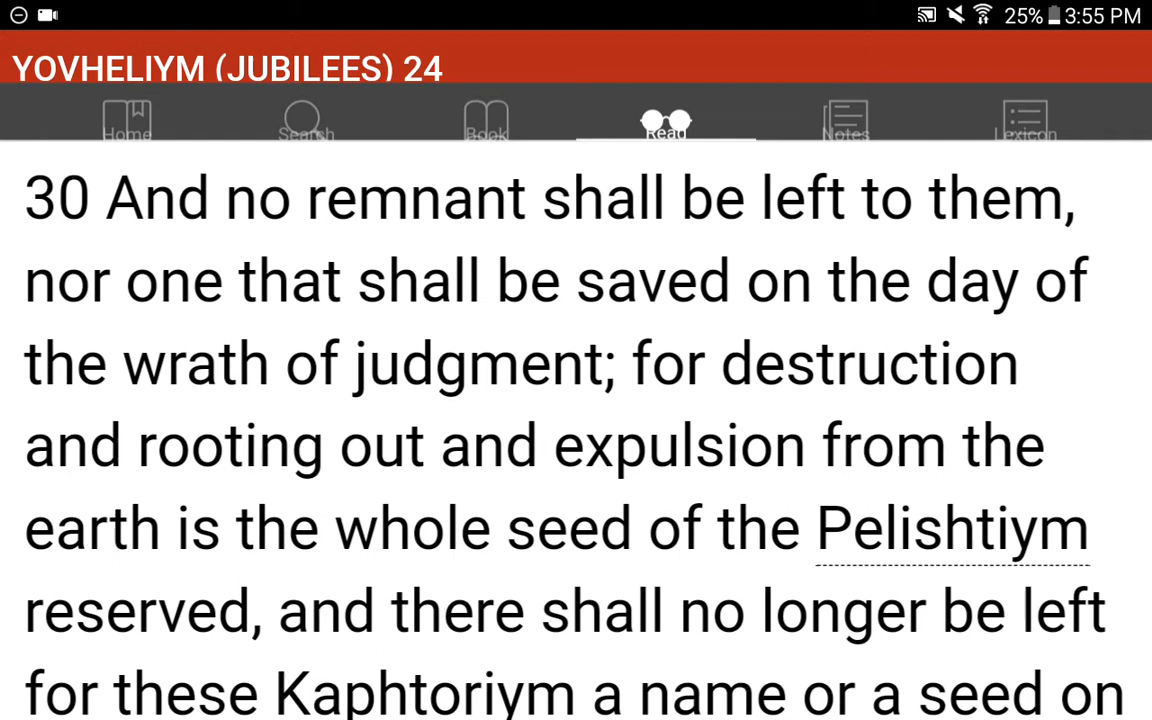 25% 3:55 PM
YOVHELIYM (JUBILEES) 24
Home Search Book Read Notes Lexicon
30 And no remnant shall be left to them,
nor one that shall be saved on the day of
the wrath of judgment; for destruction
and rooting out and expulsion from the
earth is the whole seed of the Pelishtiym
reserved, and there shall no longer be left
for these Kaphtoriym a name or a seed on